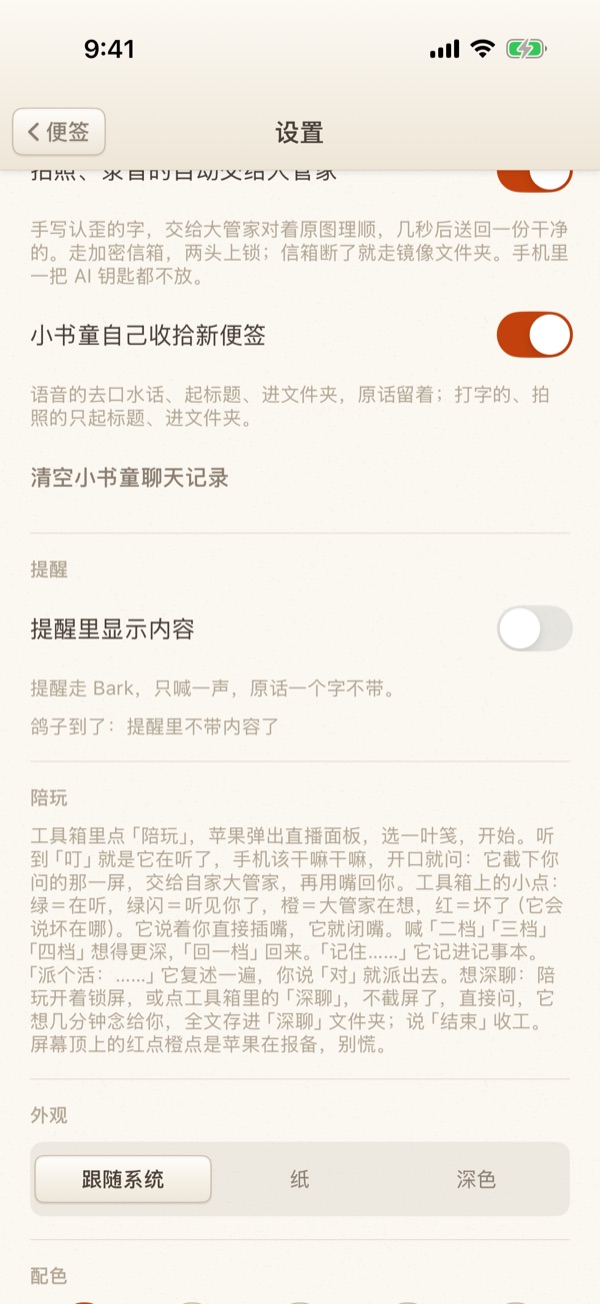 9:41
便签
设置
拍照、录音的自动交给大管家
手写认歪的字，交给大管家对着原图理顺，几秒后送回一份干净
的。走加密信箱，两头上锁；信箱断了就走镜像文件夹。手机里
一把 AI 钥匙都不放。
小书童自己收拾新便签
语音的去口水话、起标题、进文件夹，原话留着；打字的、拍
照的只起标题、进文件夹。
清空小书童聊天记录
提醒
提醒里显示内容
提醒走 Bark，只喊一声，原话一个字不带。
鸽子到了：提醒里不带内容了
陪玩
工具箱里点「陪玩」，苹果弹出直播面板，选一叶笺，开始。听
到「叮」就是它在听了，手机该干嘛干嘛，开口就问：它截下你
问的那一屏，交给自家大管家，再用嘴回你。工具箱上的小点：
绿＝在听，绿闪＝听见你了，橙＝大管家在想，红＝坏了（它会
说坏在哪）。它说着你直接插嘴，它就闭嘴。喊「二档」「三档」
「四档」想得更深，「回一档」回来。「记住……」它记进记事本。
「派个活：……」它复述一遍，你说「对」就派出去。想深聊：陪
玩开着锁屏，或点工具箱里的「深聊」，不截屏了，直接问，它
想几分钟念给你，全文存进「深聊」文件夹；说「结束」收工。
屏幕顶上的红点橙点是苹果在报备，别慌。
外观
跟随系统
纸
深色
配色